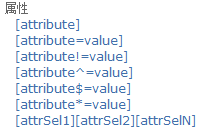 属性
[attribute]
[attribute=value]
[attribute!=value]
[attribute^=value]
[attribute$=value]
[attribute*=value]
[attrSel1][attrSel2][attrSelN]